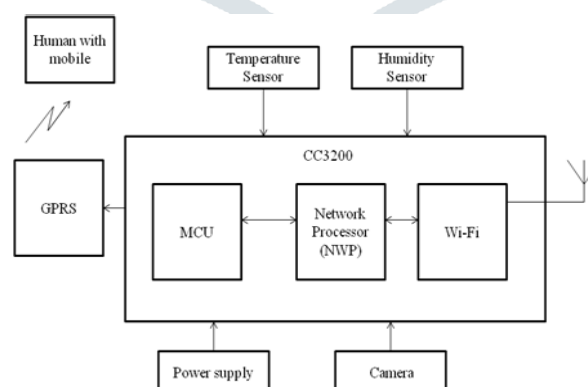 Human with
mobile
Temperature
Sensor
Humidity
Sensor
CC3200
GPRS
MCU
Network
Processor
(NWP)
Wi-Fi
Power supply
Camera